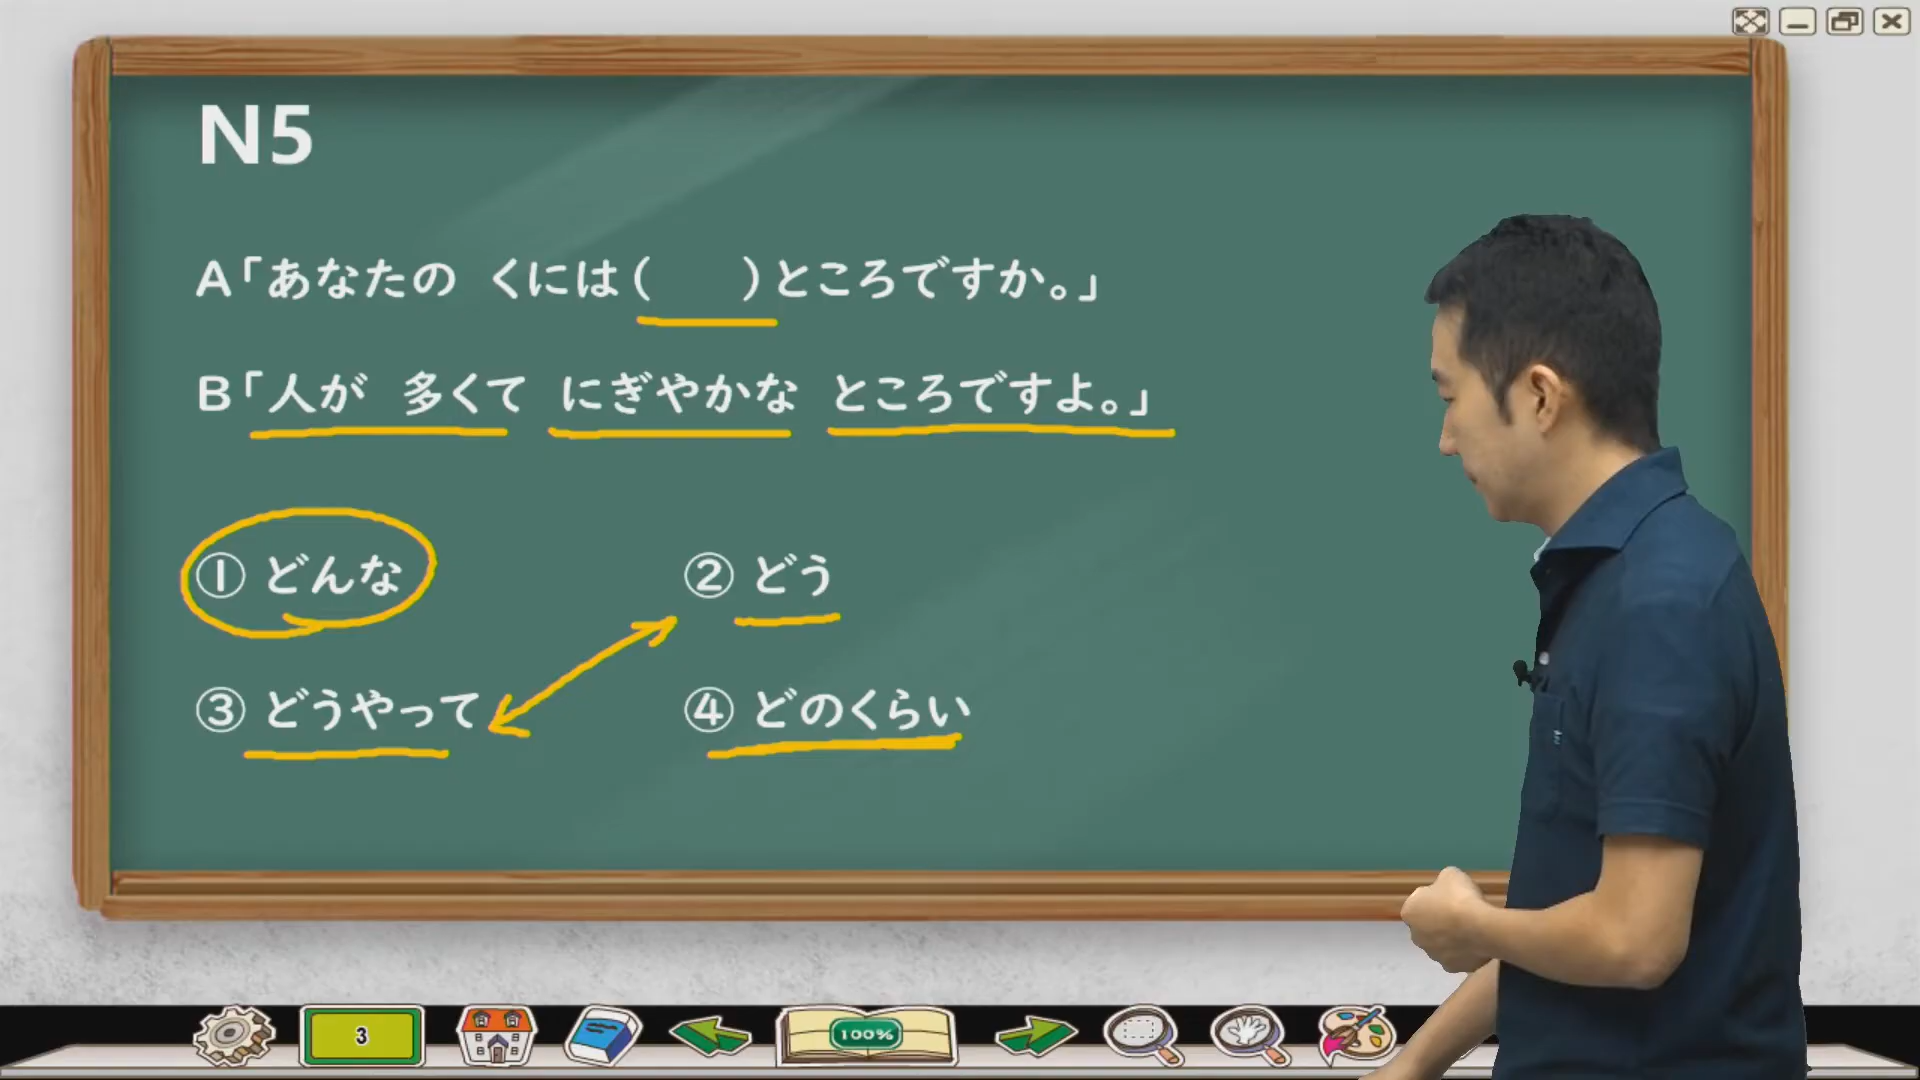 N5
A「あなたの くには(　　)ところですか。」
B「人が 多くて にぎやかな ところですよ。」
① どんな ② どう
③ どうやって ④ どのくらい
3 100%